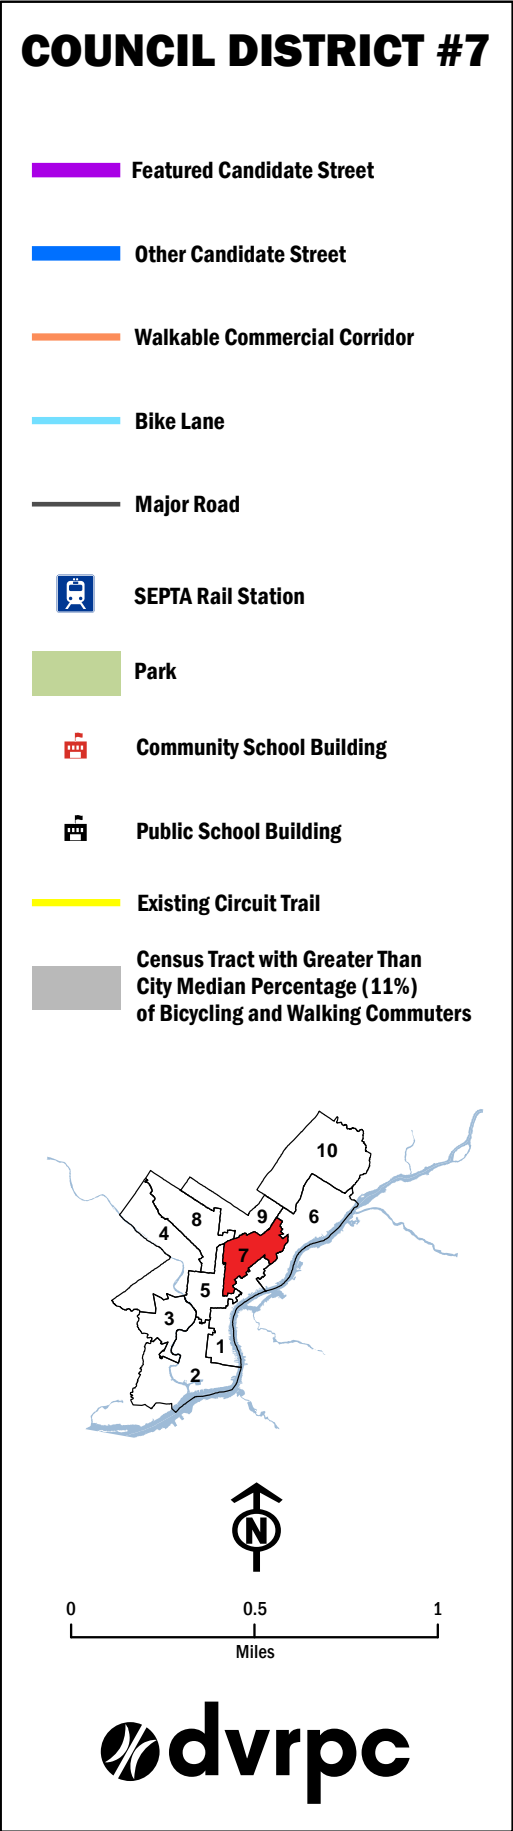 COUNCIL DISTRICT #7
Featured Candidate Street
Other Candidate Street
Walkable Commercial Corridor
Bike Lane
Major Road
SEPTA Rail Station
Park
Community School Building
Public School Building
Existing Circuit Trail
Census Tract with Greater Than
City Median Percentage (11%)
of Bicycling and Walking Commuters
10
8
9
6
4
7
5
3
1
2
N
0 0.5 1
Miles
dvrpc